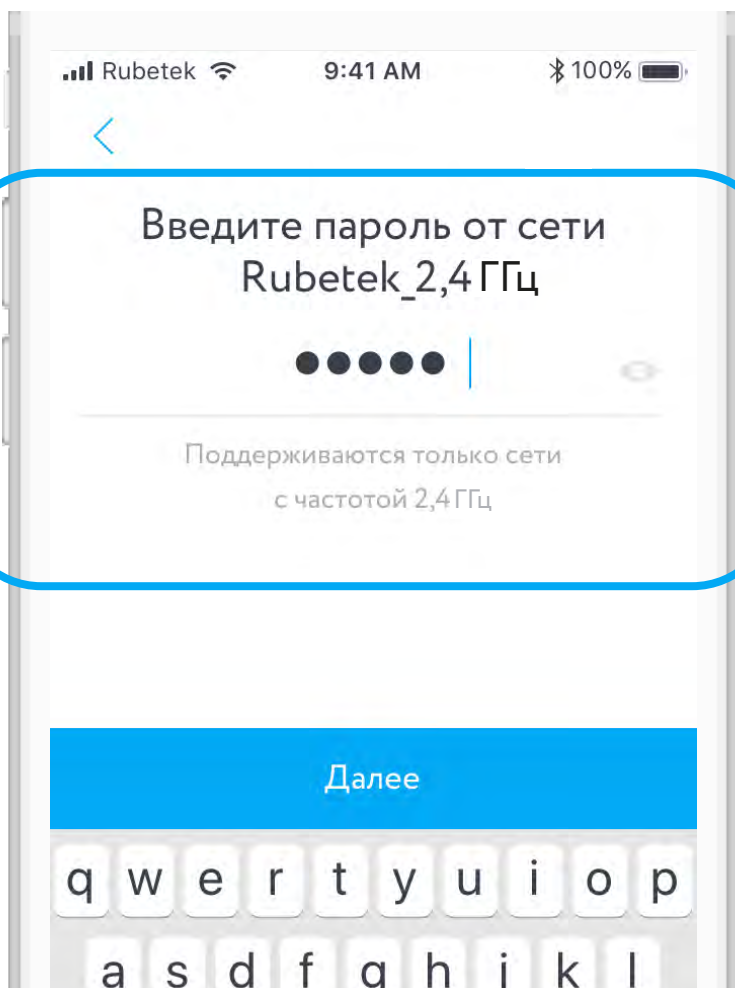 Rubetek 9:41 AM 100%
Введите пароль от сети
Rubetek_2,4 ГГц
●●●●●
Поддерживаются только сети
с частотой 2,4 ГГц
Далее
q w e r t y u i o p
a s d f g h j k l